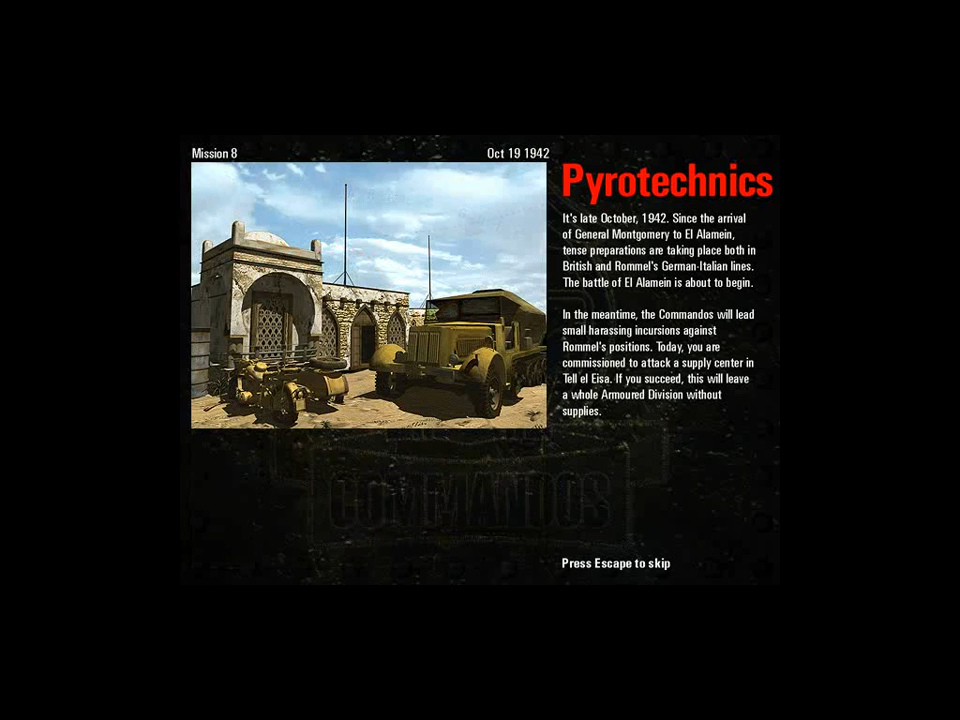 Mission 8
Oct 19 1942
Pyrotechnics
It's late October, 1942. Since the arrival
of General Montgomery to El Alamein,
tense preparations are taking place both in
British and Rommel's German-Italian lines.
The battle of El Alamein is about to begin.
In the meantime, the Commandos will lead
small harassing incursions against
Rommel's positions. Today, you are
commissioned to attack a supply center in
Tell el Eisa. If you succeed, this will leave
a whole Armoured Division without
supplies.
COMMANDOS
Press Escape to skip